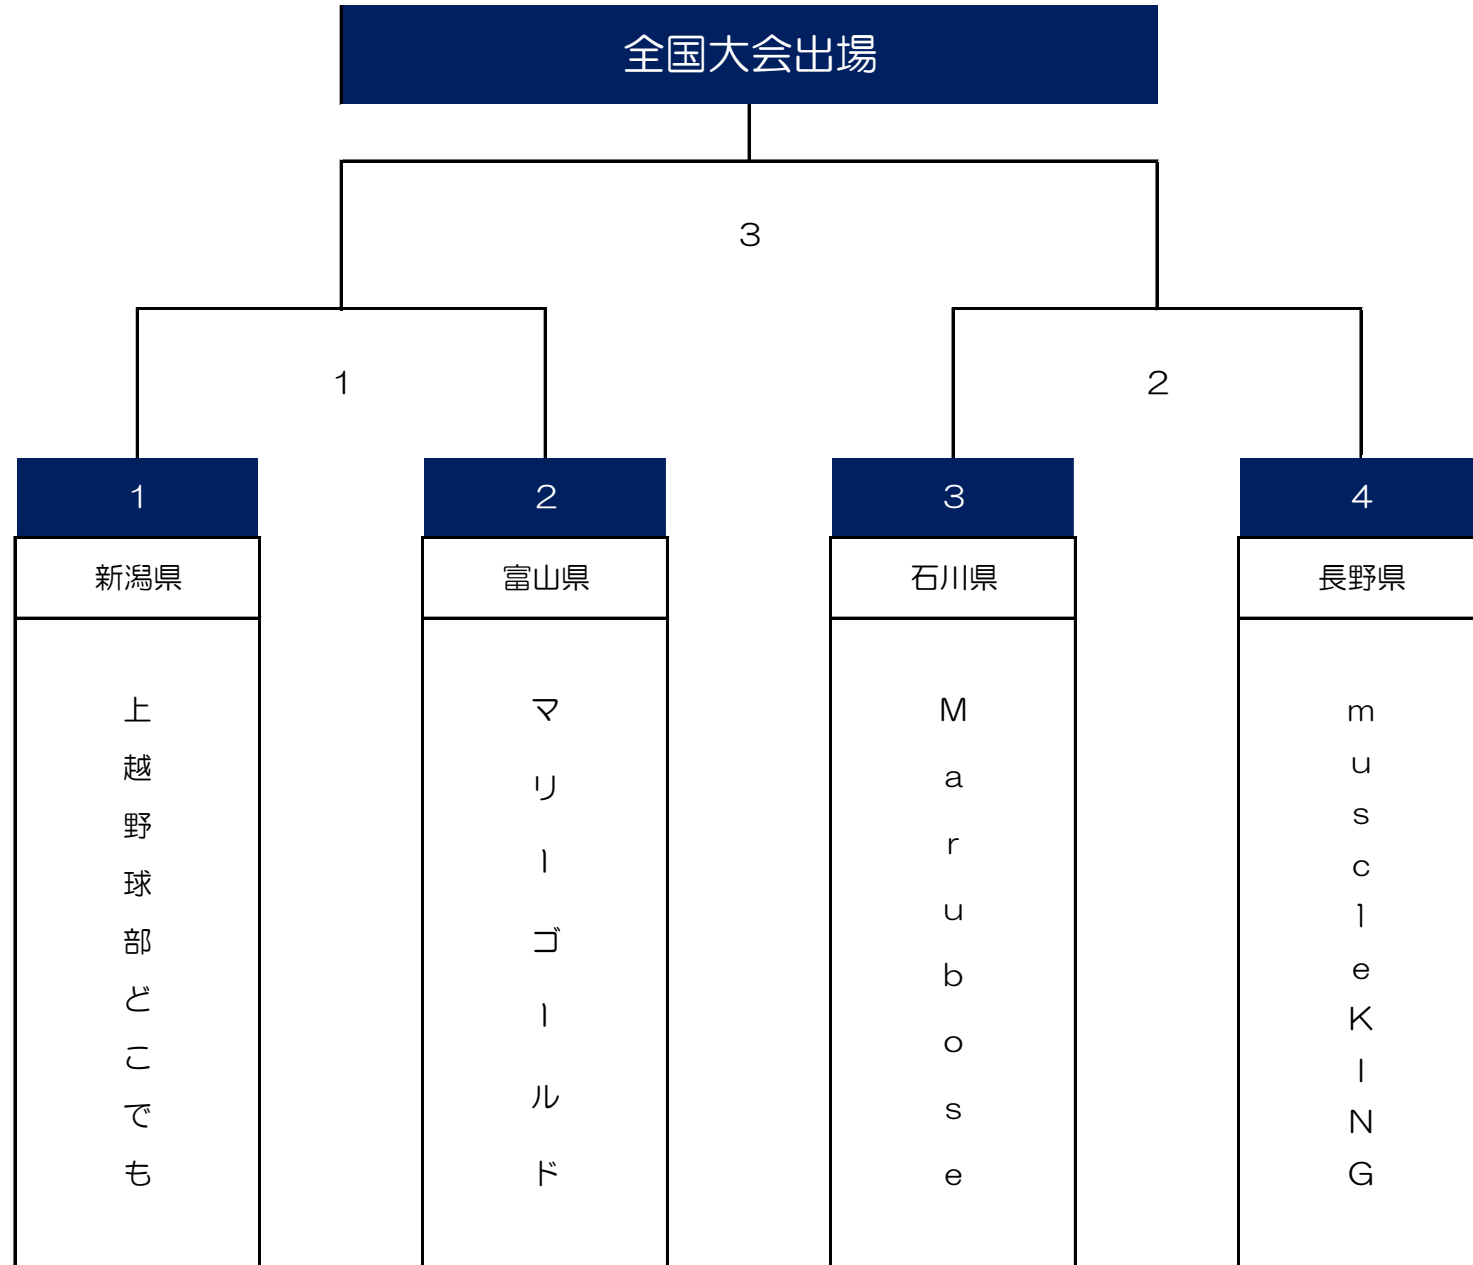 全国大会出場
3
1
2
1
2
3
4
新潟県
富山県
石川県
長野県
上越野球部どこでも
マリーゴールド
Marubose
muscleKING